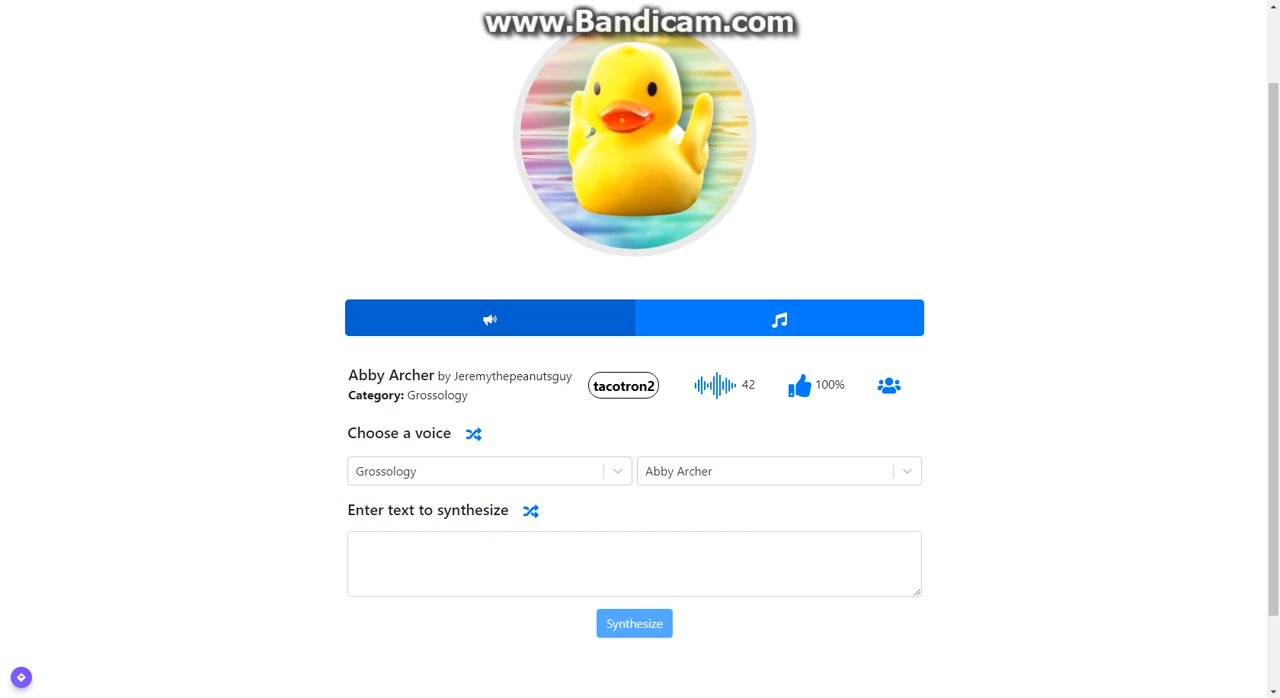 www.Bandicam.com
Abby Archer by Jeremythepeanutsguy
Category: Grossology
tacotron2
42
100%
Choose a voice
Grossology
Abby Archer
Enter text to synthesize
Synthesize